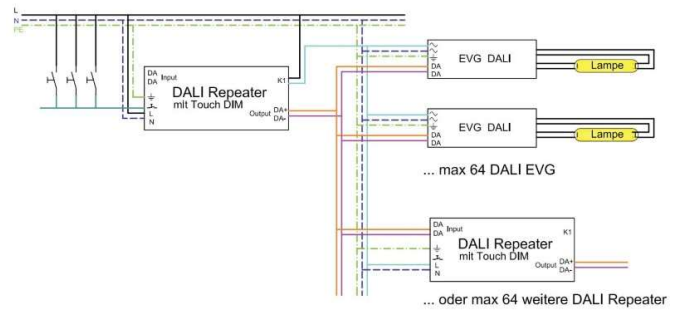 L
N
PE
DA
DA Input
K1
DALI Repeater
mit Touch DIM
Output DA+
DA-
L
N
EVG DALI
DA
DA
Lampe
EVG DALI
DA
DA
Lampe
... max 64 DALI EVG
DA
DA Input
K1
DALI Repeater
mit Touch DIM
Output DA+
DA-
L
N
... oder max 64 weitere DALI Repeater